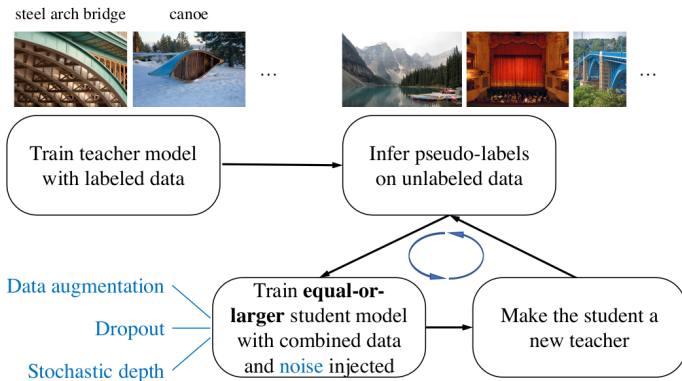 steel arch bridge
canoe
...
...
Train teacher model
with labeled data
Infer pseudo-labels
on unlabeled data
Data augmentation
Dropout
Stochastic depth
Train equal-or-
larger student model
with combined data
and noise injected
Make the student a
new teacher